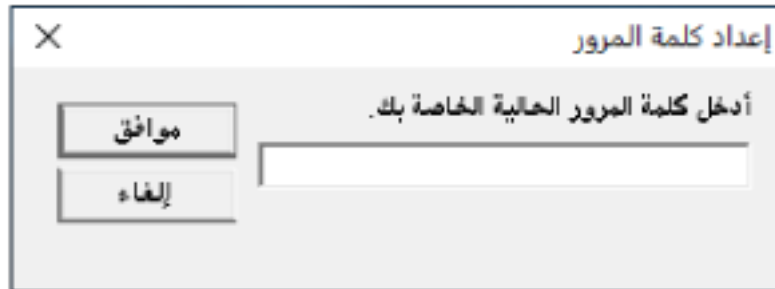 إعداد كلمة المرور
أدخل كلمة المرور الحالية الخاصة بك.
موافق
إلغاء